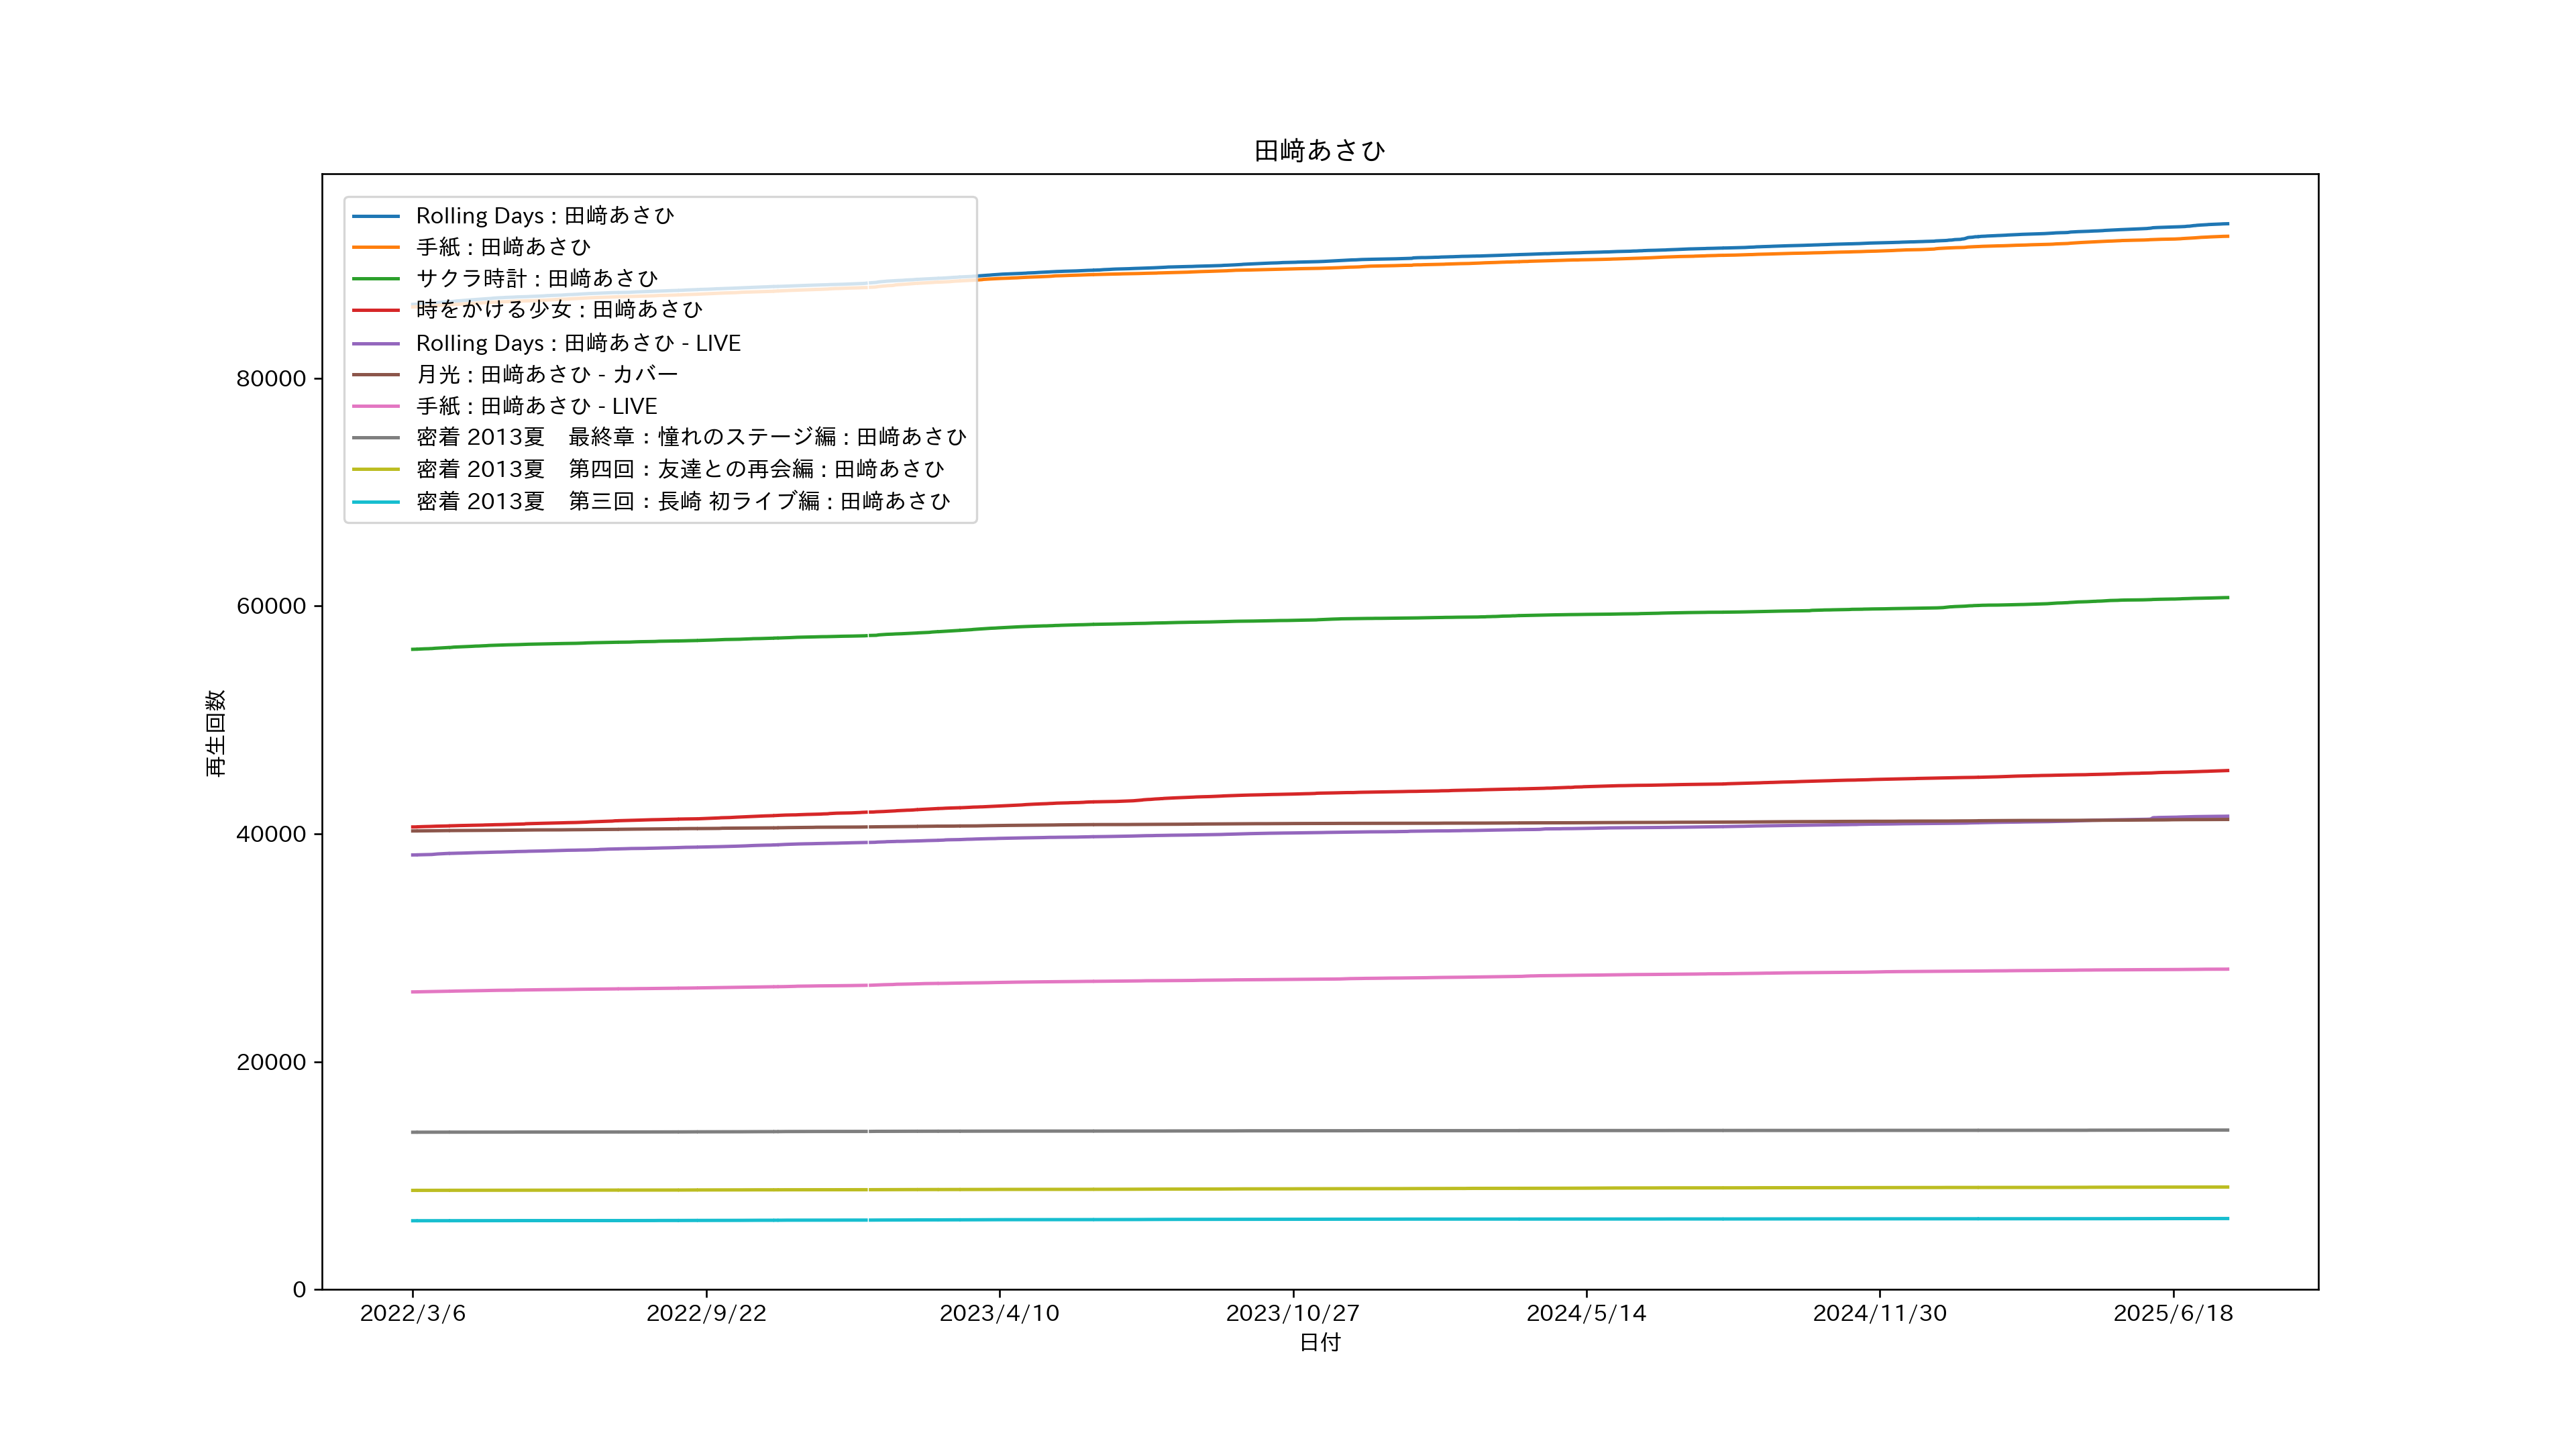 田﨑あさひ
Rolling Days : 田﨑あさひ
手紙 : 田﨑あさひ
サクラ時計 : 田﨑あさひ
時をかける少女 : 田﨑あさひ
Rolling Days : 田﨑あさひ - LIVE
月光 : 田﨑あさひ - カバー
手紙 : 田﨑あさひ - LIVE
密着 2013夏　最終章：憧れのステージ編 : 田﨑あさひ
密着 2013夏　第四回：友達との再会編 : 田﨑あさひ
密着 2013夏　第三回：長崎 初ライブ編 : 田﨑あさひ
80000
60000
40000
20000
0
再生回数
2022/3/6
2022/9/22
2023/4/10
2023/10/27
2024/5/14
2024/11/30
2025/6/18
日付